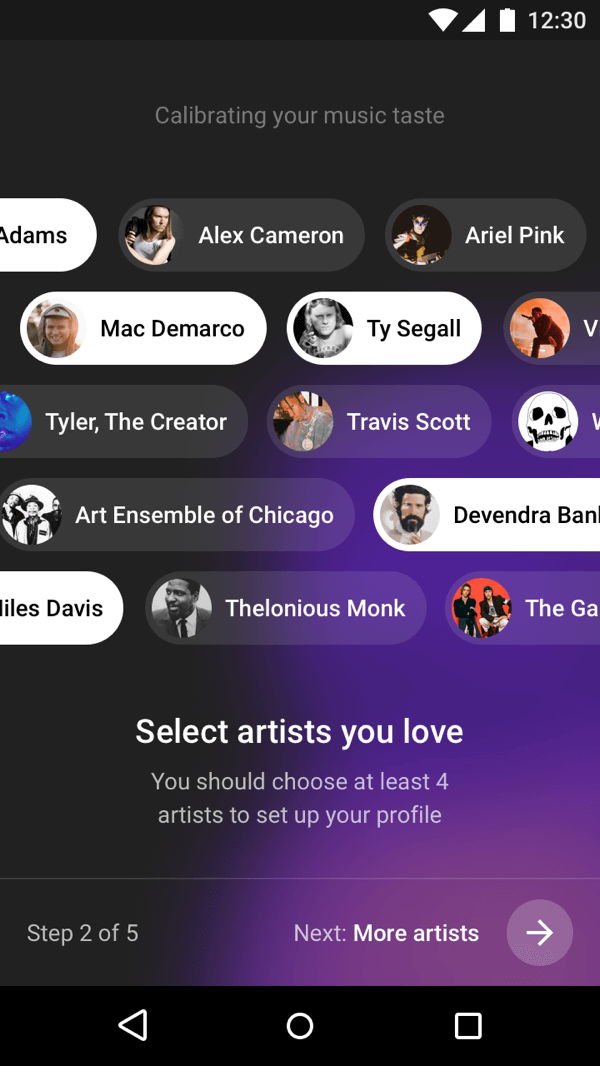 12:30
Calibrating your music taste
Adams
Alex Cameron
Ariel Pink
Mac Demarco
Ty Segall
V
Tyler, The Creator
Travis Scott
Art Ensemble of Chicago
Devendra Ban
iles Davis
Thelonious Monk
The Ga
Select artists you love
You should choose at least 4
artists to set up your profile
Step 2 of 5
Next: More artists